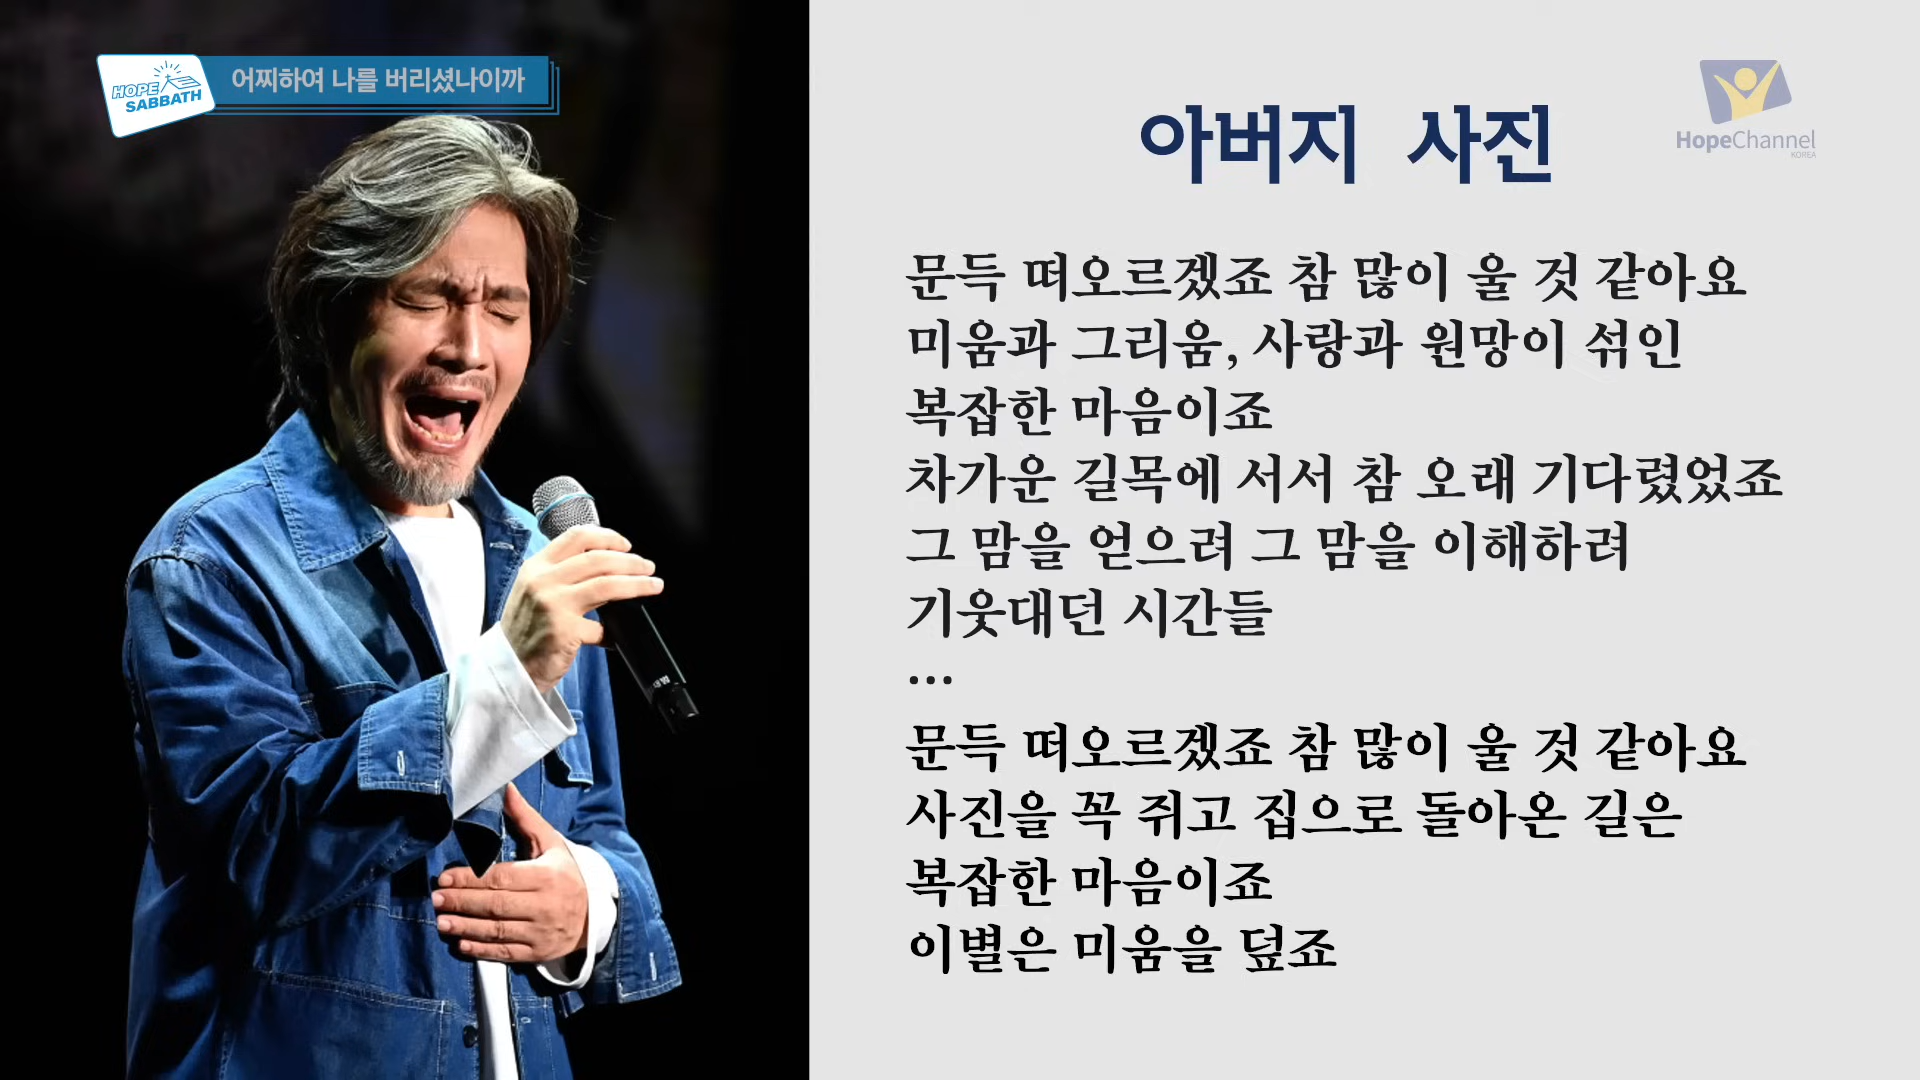 HOPE
SABBATH
어찌하여 나를 버리셨나이까
HopeChannel
KOREA
아버지 사진
문득 떠오르겠죠 참 많이 울 것 같아요
미움과 그리움, 사랑과 원망이 섞인
복잡한 마음이죠
차가운 길목에 서서 참 오래 기다렸었죠
그 맘을 얻으려 그 맘을 이해하려
기웃대던 시간들
...
문득 떠오르겠죠 참 많이 울 것 같아요
사진을 꼭 쥐고 집으로 돌아온 길은
복잡한 마음이죠
이별은 미움을 덮죠